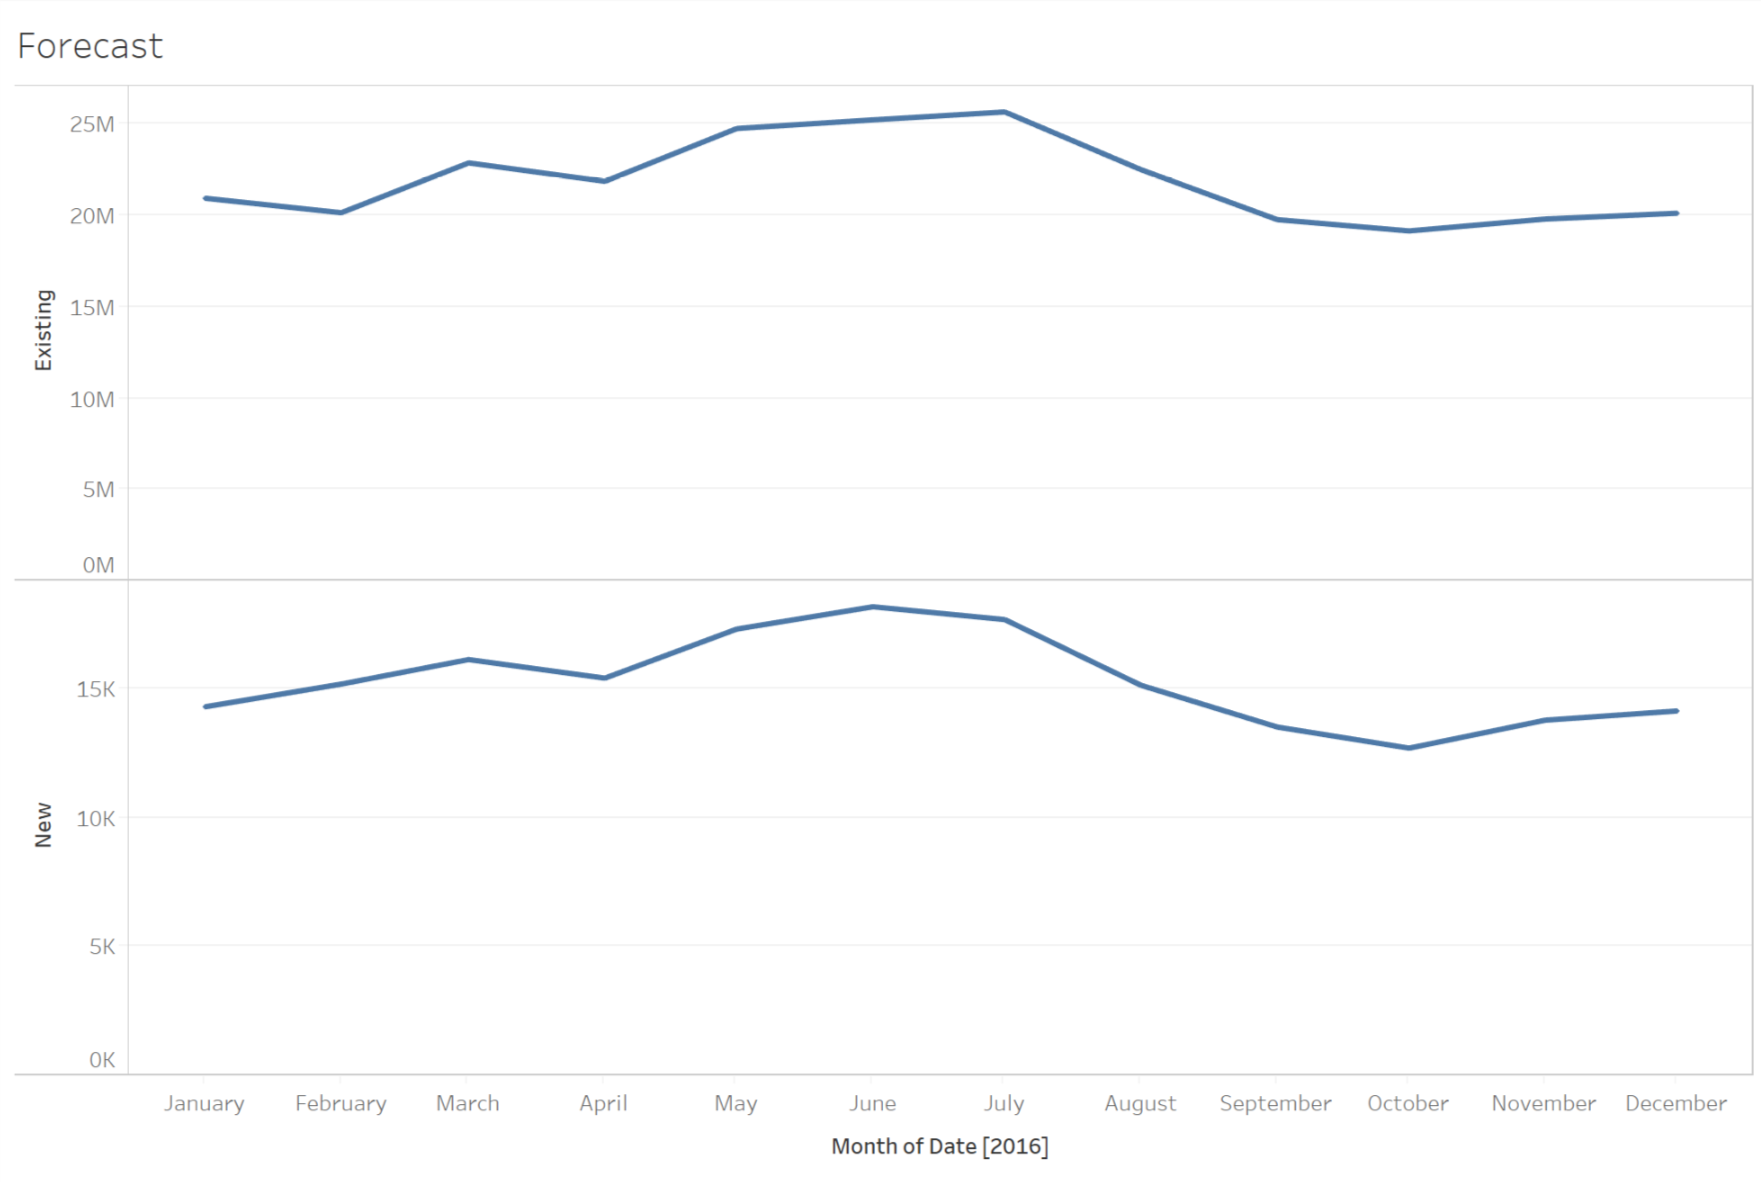 Forecast
Existing
25M
20M
15M
10M
5M
0M
New
15K
10K
5K
0K
January February March April May June July August September October November December
Month of Date [2016]